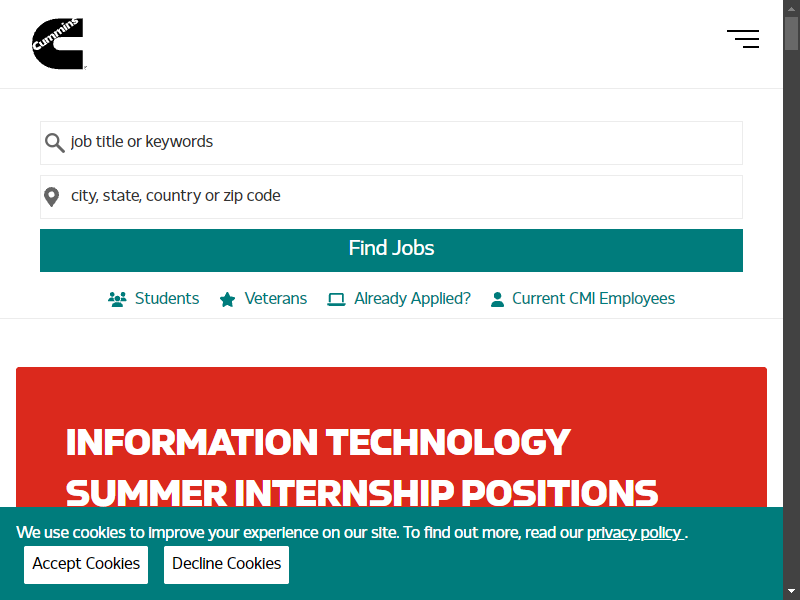 Cummins
job title or keywords
city, state, country or zip code
Find Jobs
Students Veterans Already Applied? Current CMI Employees
INFORMATION TECHNOLOGY
SUMMER INTERNSHIP POSITIONS
We use cookies to improve your experience on our site. To find out more, read our privacy policy .
Accept Cookies Decline Cookies